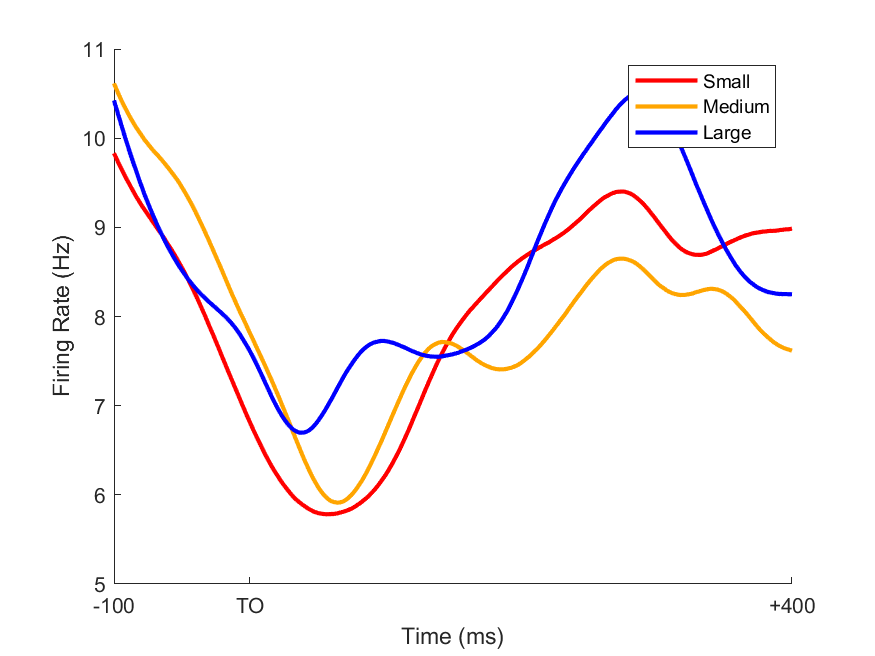 11
10
9
8
7
6
5
Firing Rate (Hz)
Small
Medium
Large
-100
TO
+400
Time (ms)